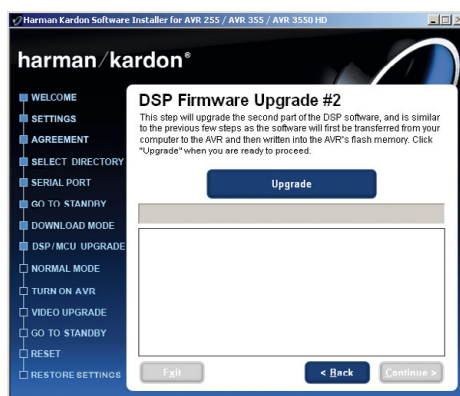 Harman Kardon Software Installer for AVR 255 / AVR 355 / AVR 3550 HD
harman/kardon®
WELCOME
SETTINGS
AGREEMENT
SELECT DIRECTORY
SERIAL PORT
GO TO STANDBY
DOWNLOAD MODE
DSP/MCU UPGRADE
NORMAL MODE
TURN ON AVR
VIDEO UPGRADE
GO TO STANDBY
RESET
RESTORE SETTINGS
DSP Firmware Upgrade #2
This step will upgrade the second part of the DSP software, and is similar
to the previous few steps as the software will first be transferred from your
computer to the AVR and then written into the AVR's flash memory. Click
"Upgrade" when you are ready to proceed.
Upgrade
Exit
< Back
Continue >